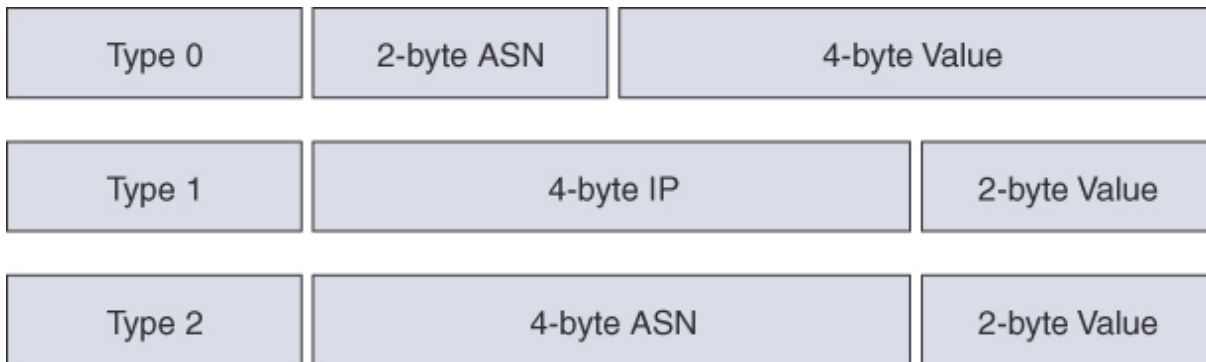 Type 0 2-byte ASN 4-byte Value
Type 1 4-byte IP 2-byte Value
Type 2 4-byte ASN 2-byte Value